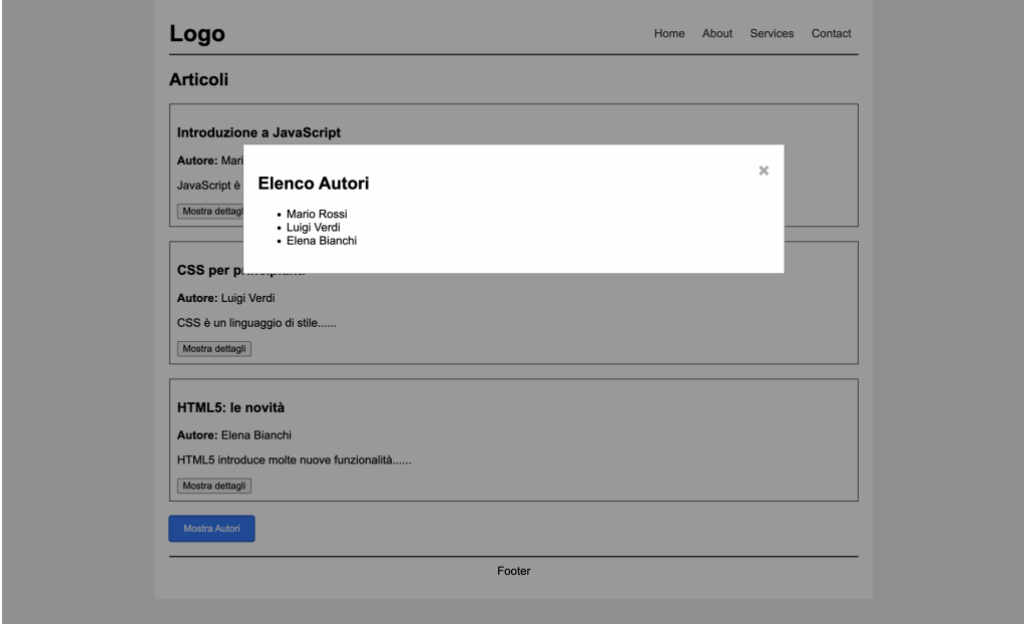 Logo
Home About Services Contact
Articoli
Introduzione a JavaScript
Autore: Mari
JavaScript è
Mostra dettagl
Elenco Autori
Mario Rossi
Luigi Verdi
Elena Bianchi
CSS per
Autore: Luigi Verdi
CSS è un linguaggio di stile......
Mostra dettagli
HTML5: le novità
Autore: Elena Bianchi
HTML5 introduce molte nuove funzionalità......
Mostra dettagli
Mostra Autori
Footer